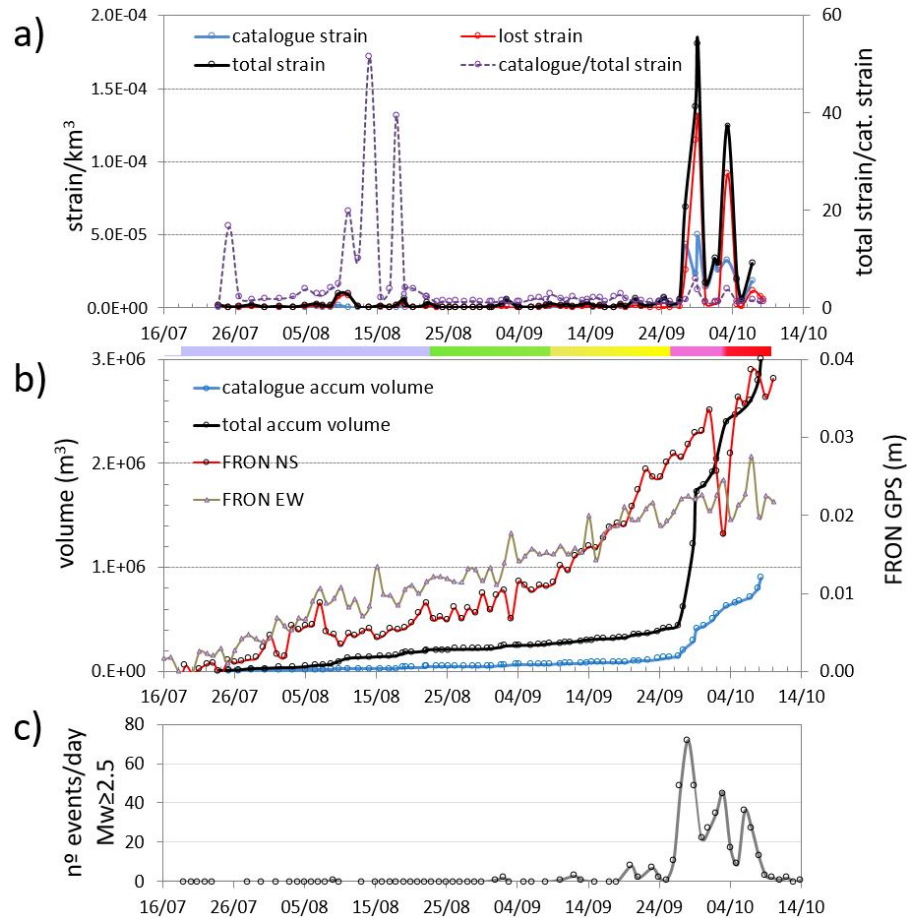 a)
2.0E-04
60
catalogue strain
lost strain
total strain
catalogue/total strain
1.5E-04
40
1.0E-04
20
5.0E-05
0.0E+00
0
strain/km³
total strain/cat. strain
16/07 26/07 05/08 15/08 25/08 04/09 14/09 24/09 04/10 14/10
b)
3.E+06
0.04
catalogue accum volume
total accum volume
FRON NS
FRON EW
0.03
2.E+06
0.02
1.E+06
0.01
0.E+00
0.00
volume (m³)
FRON GPS (m)
16/07 26/07 05/08 15/08 25/08 04/09 14/09 24/09 04/10 14/10
c)
80
60
40
20
0
nº events/day
Mw≥2.5
16/07 26/07 05/08 15/08 25/08 04/09 14/09 24/09 04/10 14/10